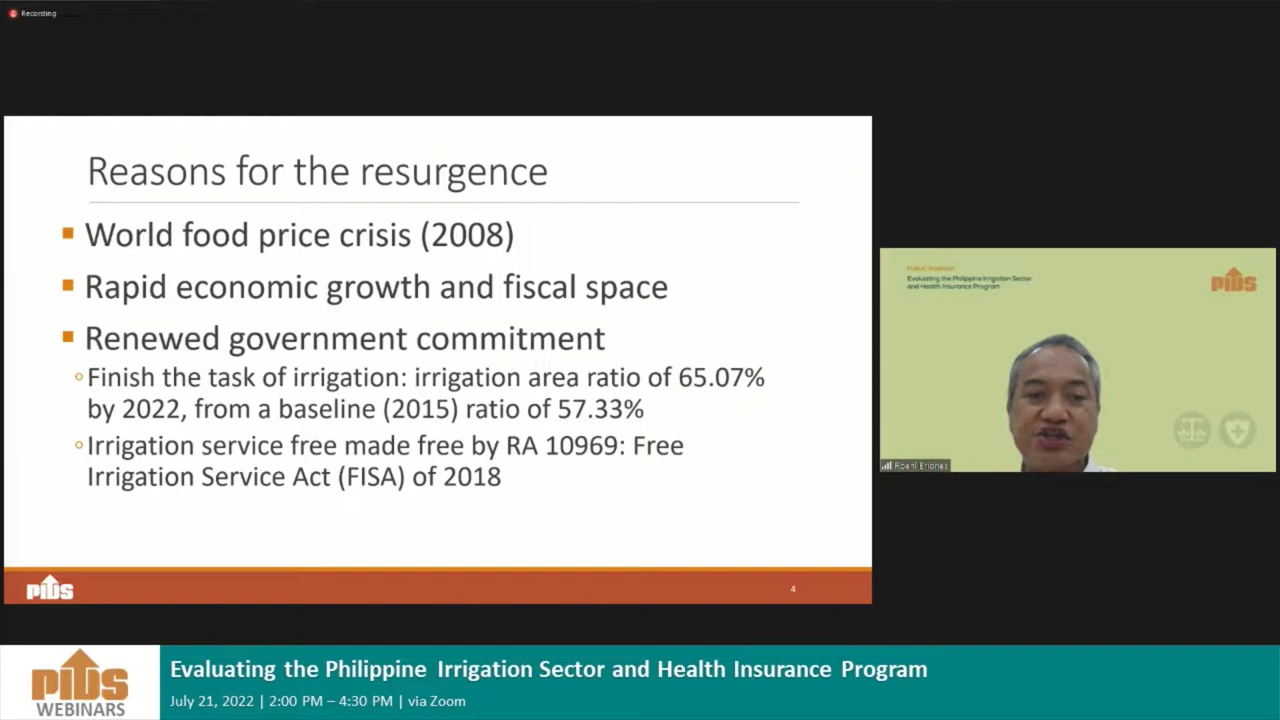 Recording
Reasons for the resurgence
World food price crisis (2008)
Rapid economic growth and fiscal space
Renewed government commitment
Finish the task of irrigation: irrigation area ratio of 65.07%
by 2022, from a baseline (2015) ratio of 57.33%
Irrigation service free made free by RA 10969: Free
Irrigation Service Act (FISA) of 2018
PIDS
4
PUBLIC WEBINAR
Evaluating the Philippine Irrigation Sector
and Health Insurance Program
PIDS
Roehl Briones
PIDS
WEBINARS
Evaluating the Philippine Irrigation Sector and Health Insurance Program
July 21, 2022 | 2:00 PM – 4:30 PM | via Zoom